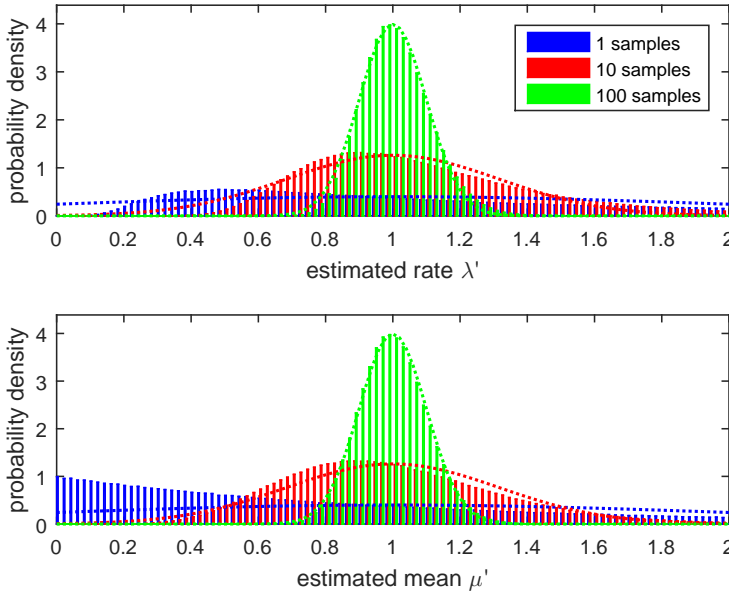 probability density
4
3
2
1
0
1 samples
10 samples
100 samples
0 0.2 0.4 0.6 0.8 1 1.2 1.4 1.6 1.8 2
estimated rate λ'
probability density
4
3
2
1
0
0 0.2 0.4 0.6 0.8 1 1.2 1.4 1.6 1.8 2
estimated mean μ'